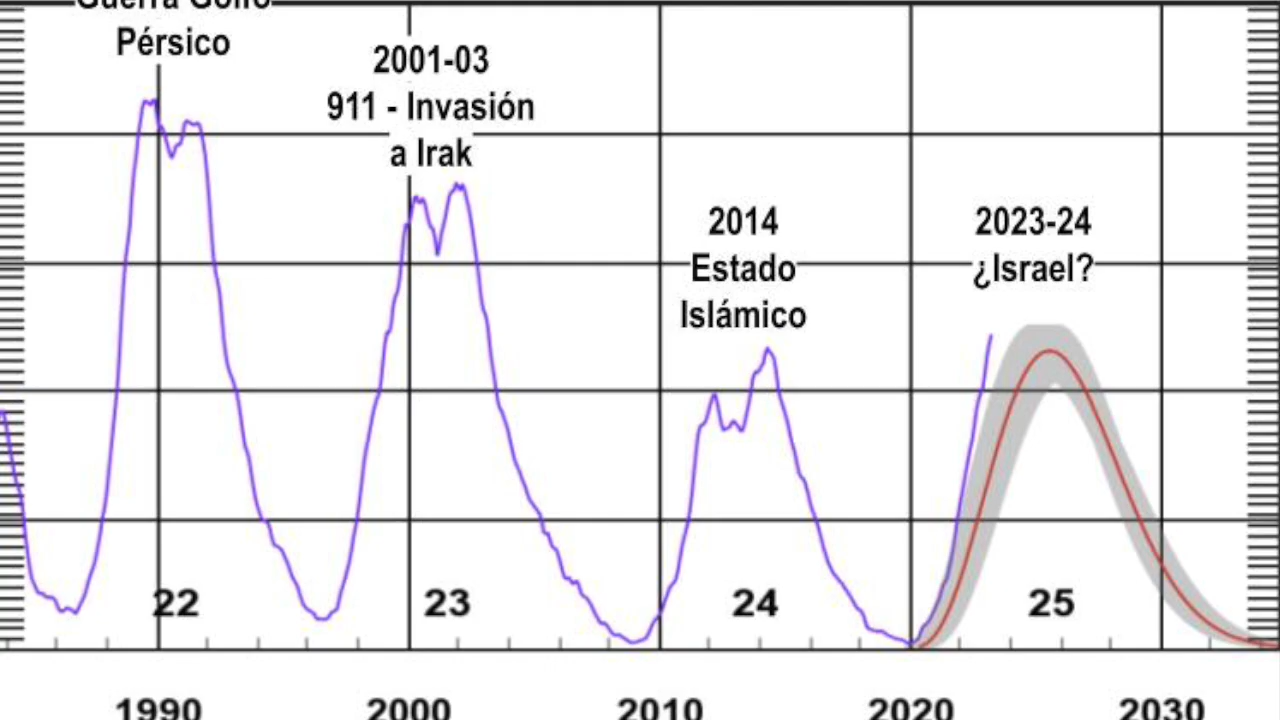 Guerra Golfo
Pérsico
2001-03
911 - Invasión
a Irak
2014
Estado
Islámico
2023-24
¿Israel?
22
23
24
25
1990
2000
2010
2020
2030